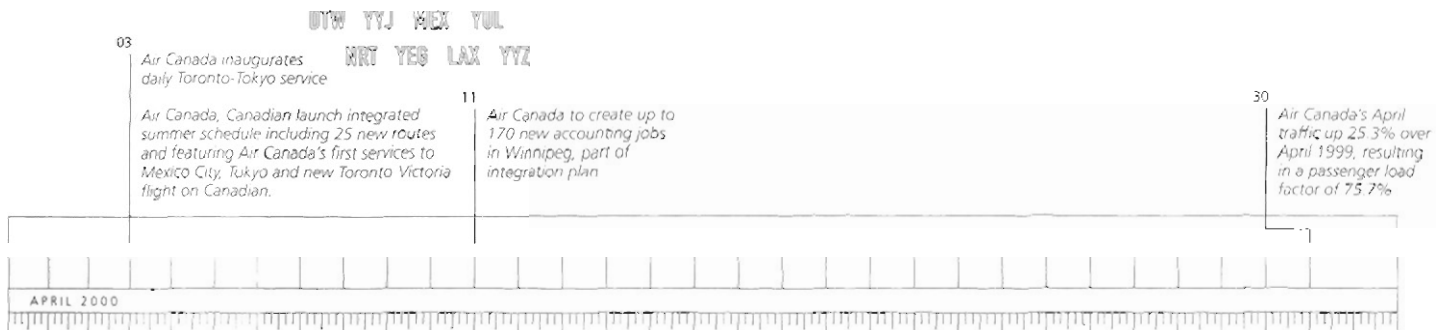 YYJ MEX YUL
NRT YEG LAX YYZ
03
Air Canada inaugurates
daily Toronto-Tokyo service
Air Canada, Canadian launch integrated
summer schedule including 25 new routes
and featuring Air Canada's first services to
Mexico City, Tokyo and new Toronto Victoria
flight on Canadian.
11
Air Canada to create up to
170 new accounting jobs
in Winnipeg, part of
integration plan
30
Air Canada's April
traffic up 25.3% over
April 1999, resulting
in a passenger load
factor of 75.7%
APRIL 2000